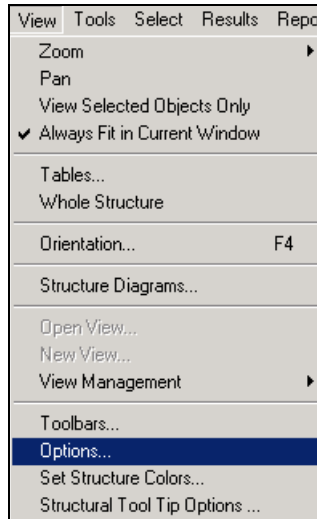 View Tools Select Results Repo
Zoom
Pan
View Selected Objects Only
Always Fit in Current Window
Tables...
Whole Structure
Orientation... F4
Structure Diagrams...
Open View...
New View...
View Management
Toolbars...
Options...
Set Structure Colors...
Structural Tool Tip Options ...